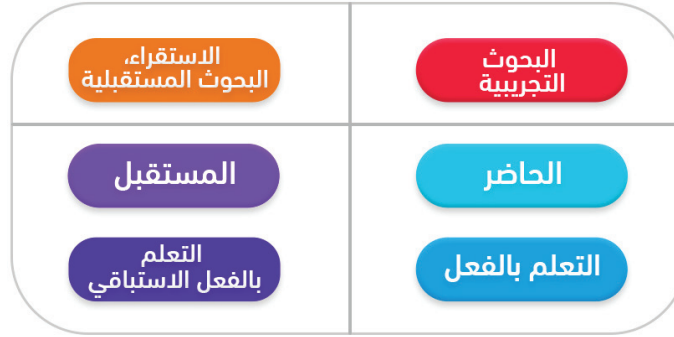 البحوث
التجريبية
الاستقراء،
البحوث المستقبلية
الحاضر
المستقبل
التعلم بالفعل
التعلم
بالفعل الاستباقي